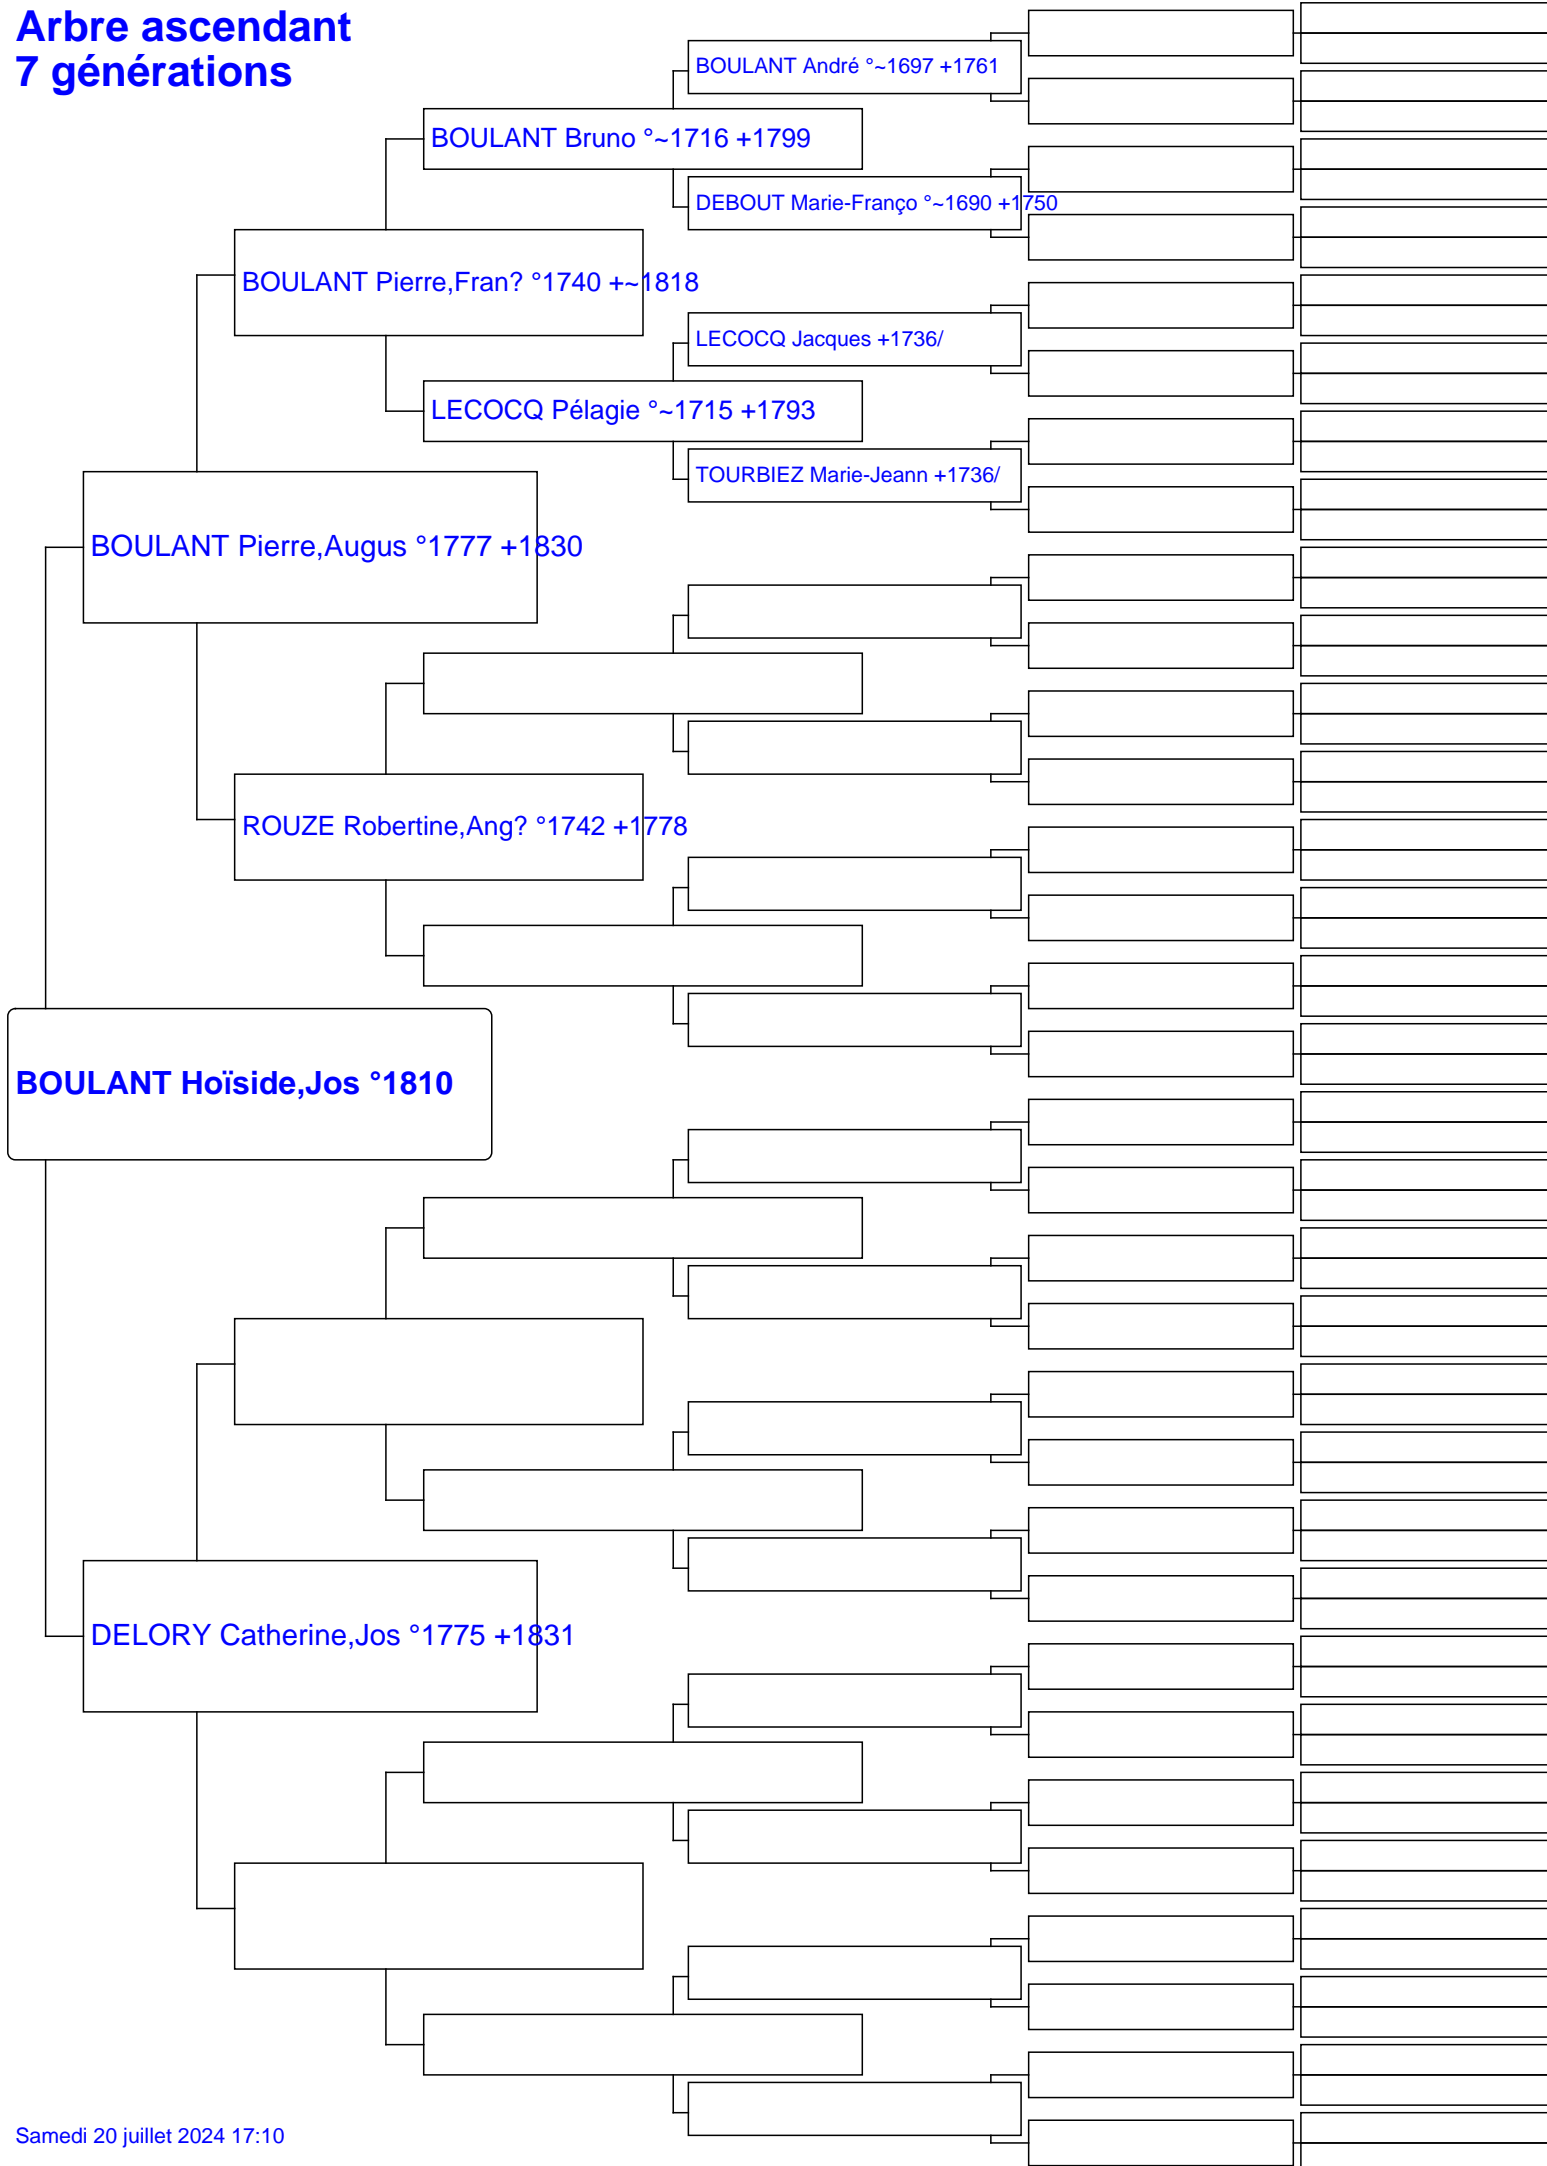 Arbre ascendant
7 générations
BOULANT André °~1697 +1761
BOULANT Bruno °~1716 +1799
DEBOUT Marie-Franço °~1690 +1750
BOULANT Pierre,Fran? °1740 +~1818
LECOCQ Jacques +1736/
LECOCQ Pélagie °~1715 +1793
TOURBIEZ Marie-Jeann +1736/
BOULANT Pierre,Augus °1777 +1830
ROUZE Robertine,Ang? °1742 +1778
BOULANT Hoïside,Jos °1810
DELORY Catherine,Jos °1775 +1831
Samedi 20 juillet 2024 17:10